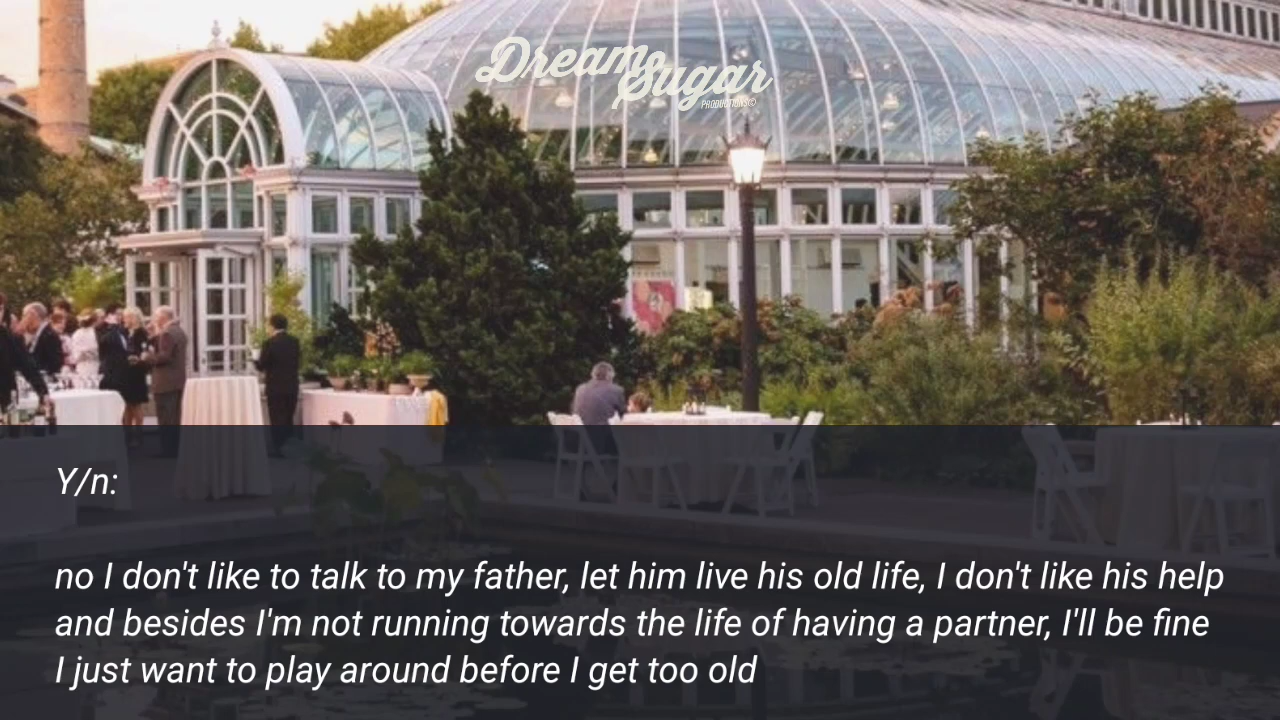 Dreams
Sugar
PRODUCTIONS©
Y/n:
no I don't like to talk to my father, let him live his old life, I don't like his help
and besides I'm not running towards the life of having a partner, I'll be fine
I just want to play around before I get too old